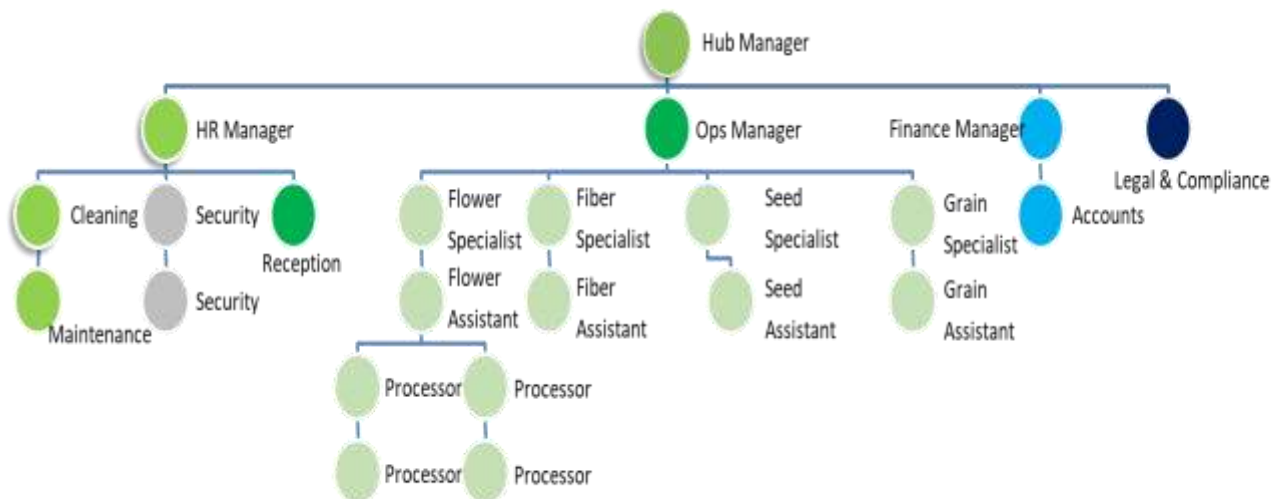 Hub Manager
HR Manager
Ops Manager
Finance Manager
Legal & Compliance
Cleaning
Security
Reception
Flower
Specialist
Fiber
Specialist
Seed
Specialist
Grain
Specialist
Accounts
Maintenance
Security
Flower
Assistant
Fiber
Assistant
Seed
Assistant
Grain
Assistant
Processor
Processor
Processor
Processor